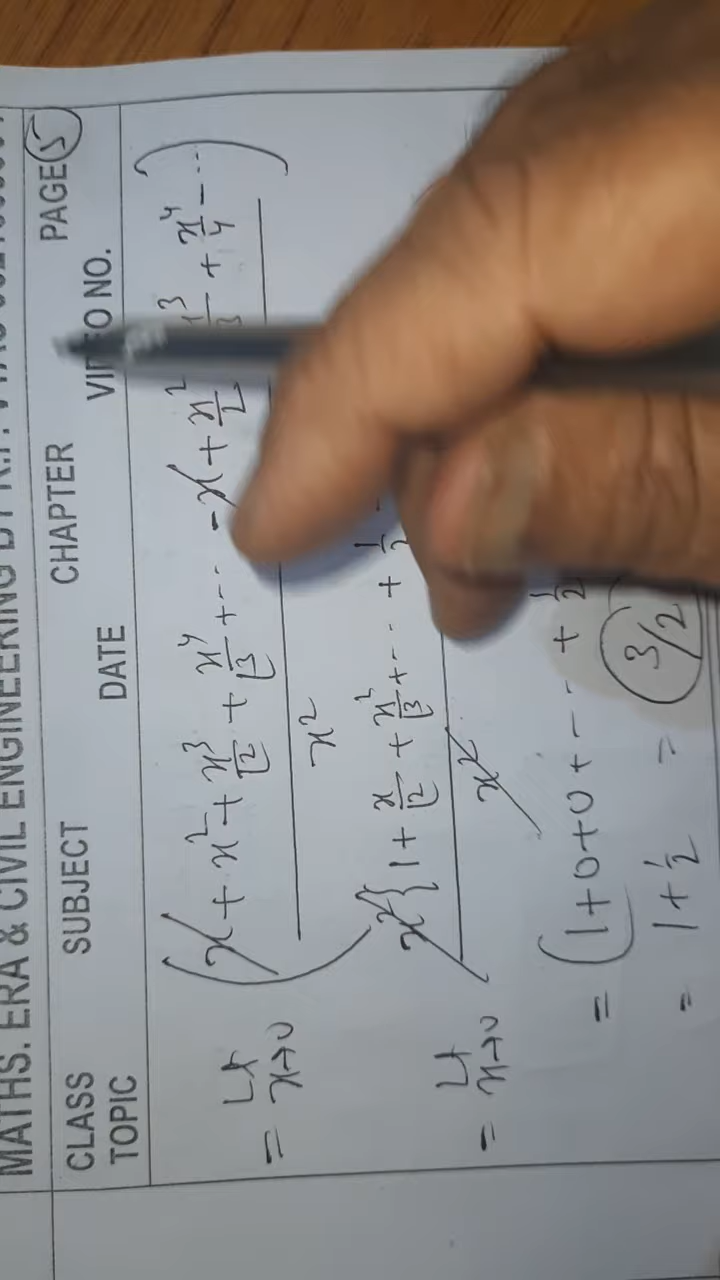 MATHS. ERA & CIVIL ENGINEERING BY
CLASS SUBJECT CHAPTER PAGE 5
TOPIC DATE VIDEO NO.
= Lt x→0 (x + x² + x³/⌊2 + x⁴/⌊3 + ... - x + x²/2 x³/3 + x⁴/4 - ...)
x²
= Lt x→0 x²{1 + x/⌊2 + x²/⌊3 + ... + 1/2 -
x²
= (1+0+0+ --- + 1/2
= 1+1/2 = 3/2